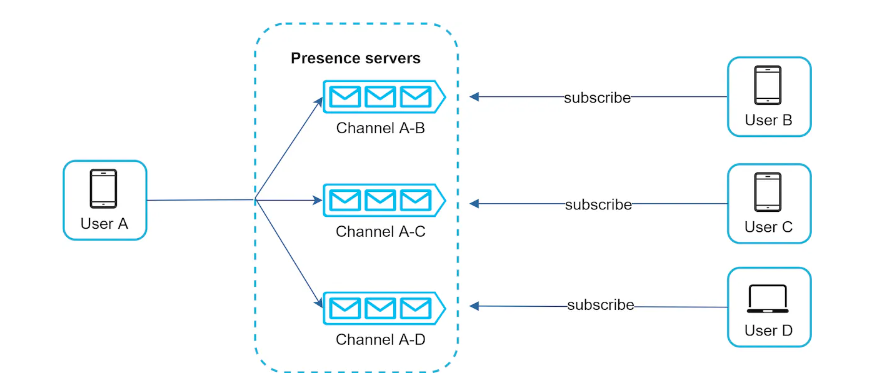 Presence servers
Channel A-B
subscribe
User B
User A
Channel A-C
subscribe
User C
Channel A-D
subscribe
User D